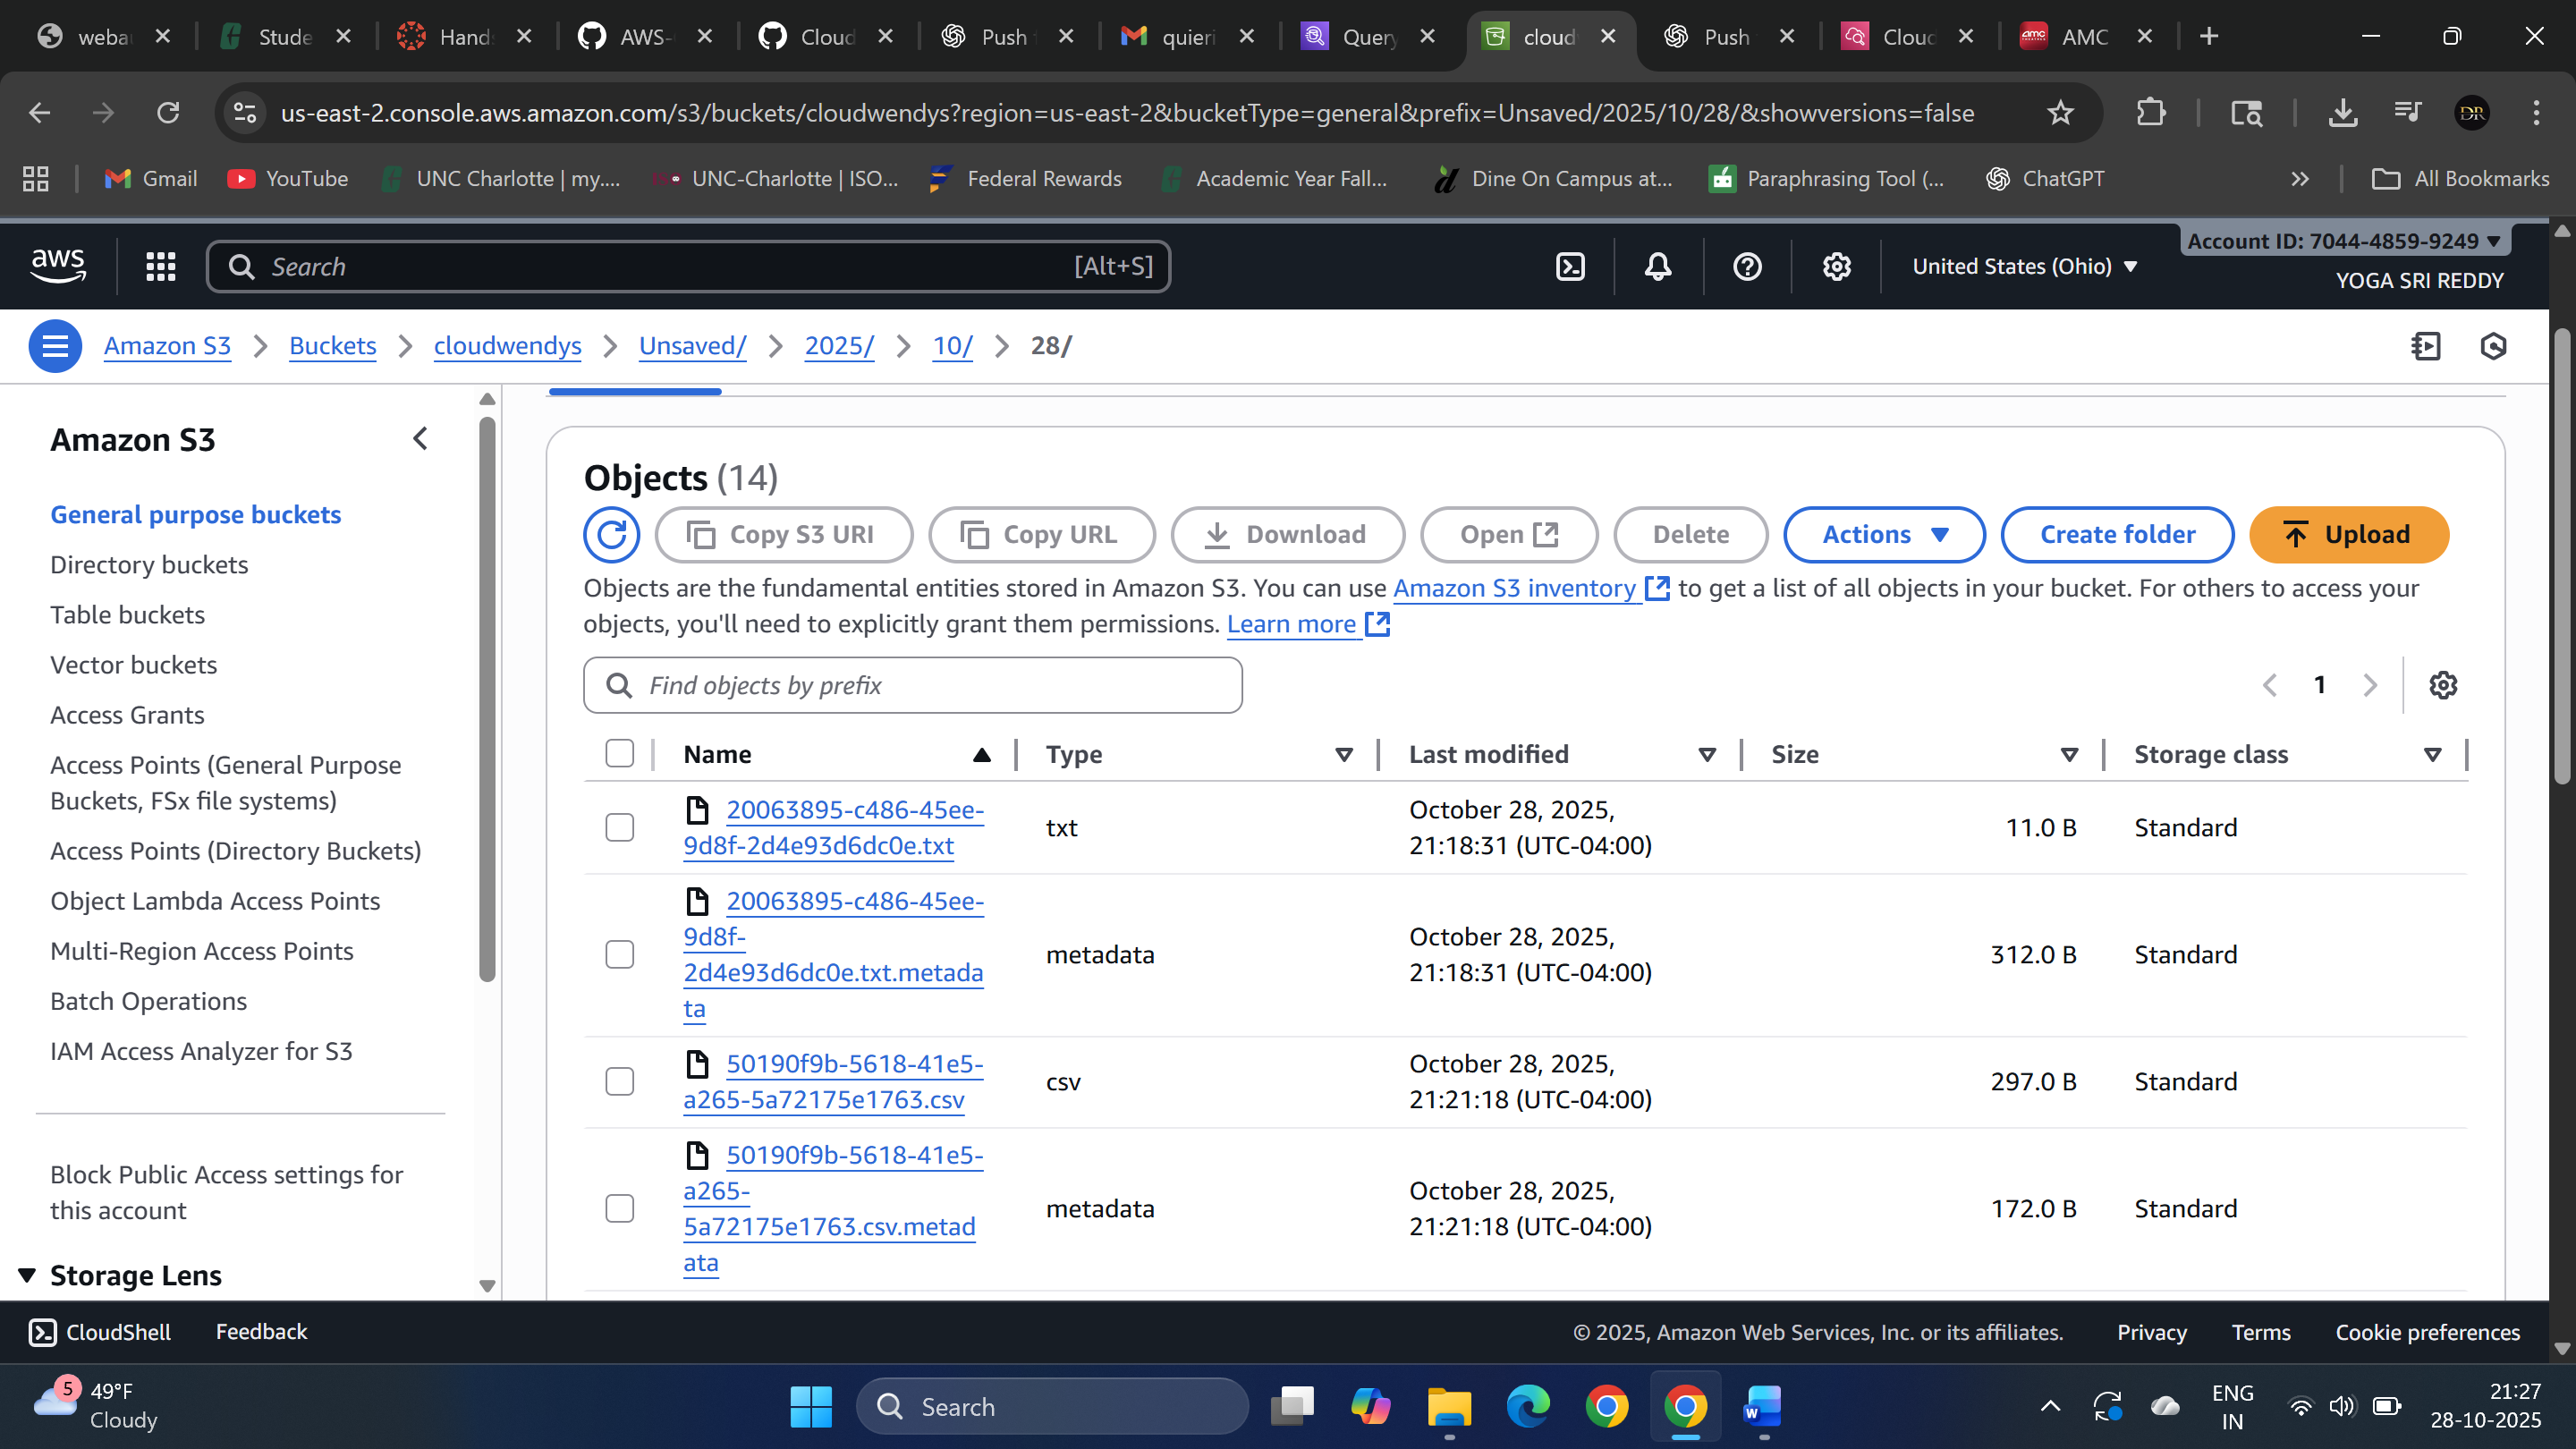 weba
Stude
Hand
AWS-
Cloud
Push
quieri
Query
cloud
Push
Cloud
AMC
us-east-2.console.aws.amazon.com/s3/buckets/cloudwendys?region=us-east-2&bucketType=general&prefix=Unsaved/2025/10/28/&showversions=false
DR
Gmail
YouTube
UNC Charlotte | my....
UNC-Charlotte | ISO...
Federal Rewards
Academic Year Fall...
Dine On Campus at...
Paraphrasing Tool (...
ChatGPT
All Bookmarks
aws
Search
[Alt+S]
United States (Ohio)
Account ID: 7044-4859-9249
YOGA SRI REDDY
Amazon S3
Buckets
cloudwendys
Unsaved/
2025/
10/
28/
Amazon S3
General purpose buckets
Directory buckets
Table buckets
Vector buckets
Access Grants
Access Points (General Purpose
Buckets, FSx file systems)
Access Points (Directory Buckets)
Object Lambda Access Points
Multi-Region Access Points
Batch Operations
IAM Access Analyzer for S3
Block Public Access settings for
this account
Storage Lens
Objects (14)
Copy S3 URI
Copy URL
Download
Open
Delete
Actions
Create folder
Upload
Objects are the fundamental entities stored in Amazon S3. You can use Amazon S3 inventory to get a list of all objects in your bucket. For others to access your
objects, you'll need to explicitly grant them permissions. Learn more
Find objects by prefix
1
Name
Type
Last modified
Size
Storage class
20063895-c486-45ee-
9d8f-2d4e93d6dc0e.txt
txt
October 28, 2025,
21:18:31 (UTC-04:00)
11.0 B
Standard
20063895-c486-45ee-
9d8f-
2d4e93d6dc0e.txt.metada
ta
metadata
October 28, 2025,
21:18:31 (UTC-04:00)
312.0 B
Standard
50190f9b-5618-41e5-
a265-5a72175e1763.csv
csv
October 28, 2025,
21:21:18 (UTC-04:00)
297.0 B
Standard
50190f9b-5618-41e5-
a265-
5a72175e1763.csv.metad
ata
metadata
October 28, 2025,
21:21:18 (UTC-04:00)
172.0 B
Standard
CloudShell
Feedback
© 2025, Amazon Web Services, Inc. or its affiliates.
Privacy
Terms
Cookie preferences
5
49°F
Cloudy
Search
ENG
IN
21:27
28-10-2025